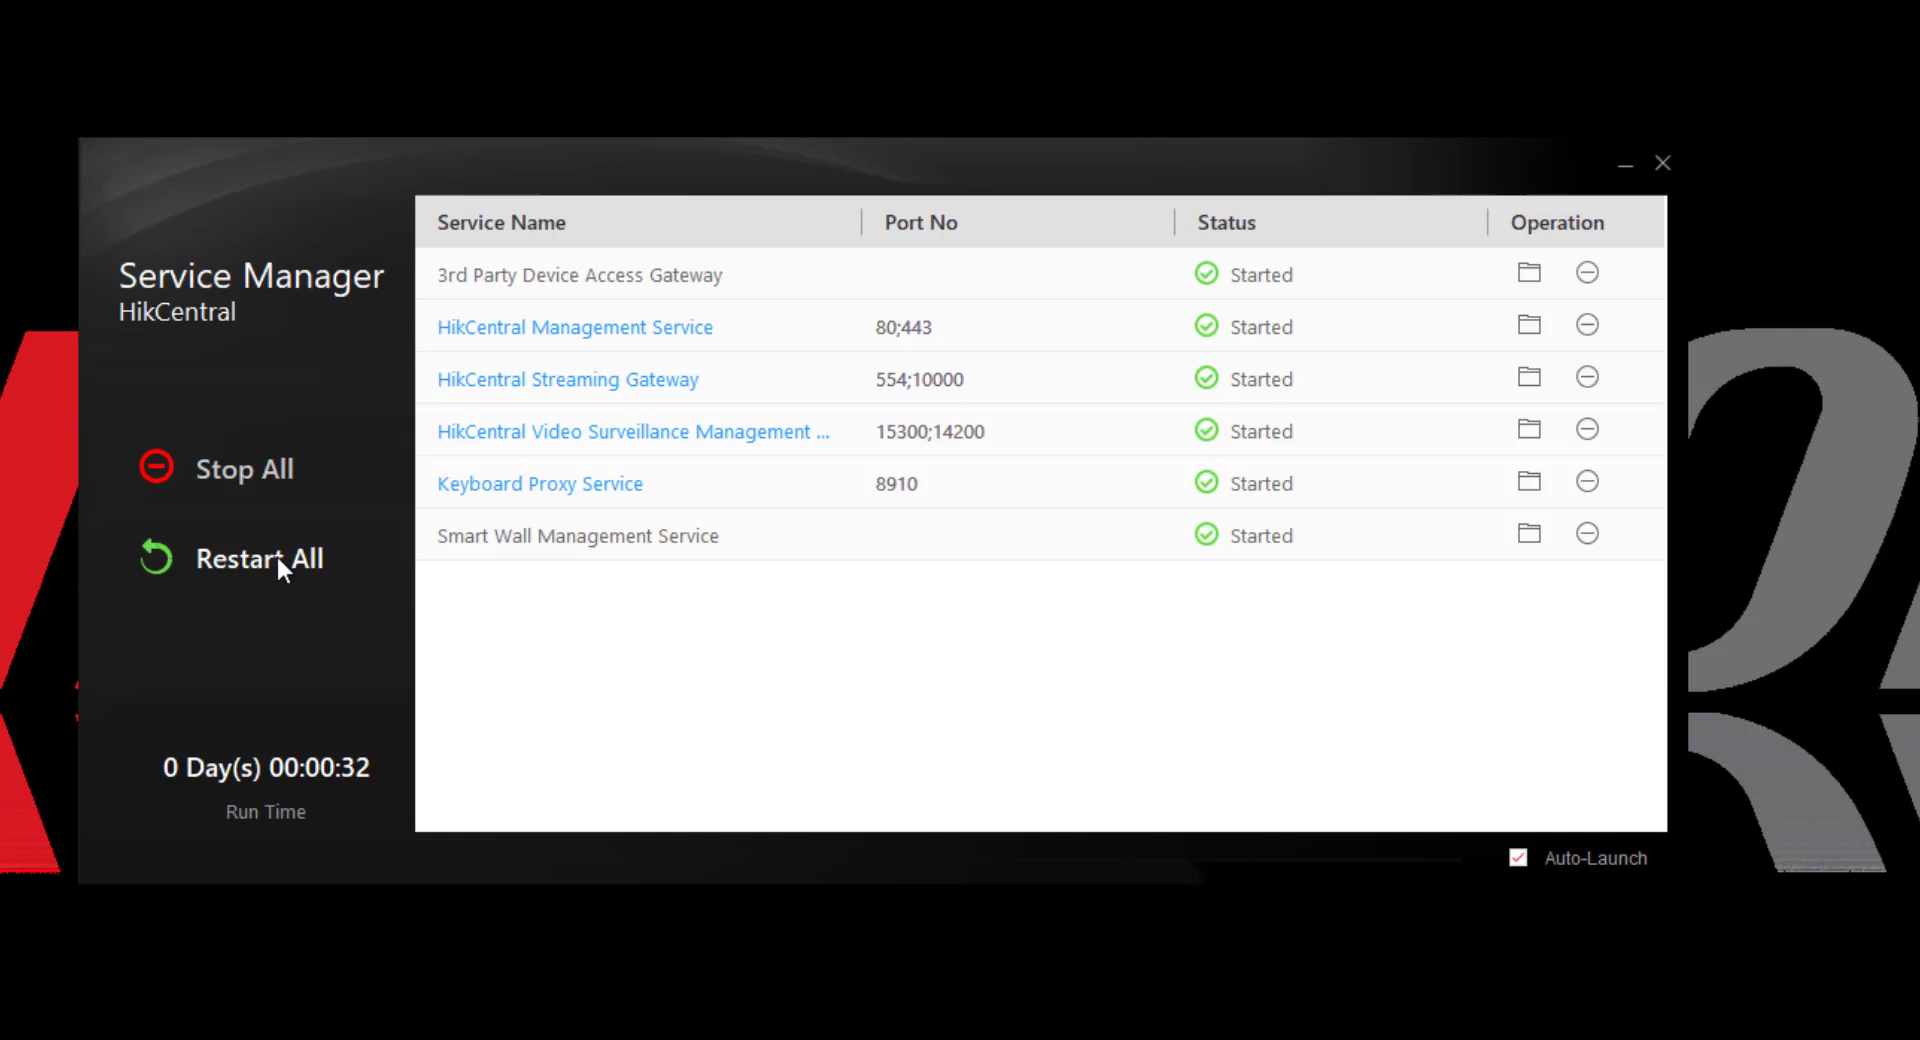 Service Manager
HikCentral
Stop All
Restart All
0 Day(s) 00:00:32
Run Time
Service Name Port No Status Operation
3rd Party Device Access Gateway Started
HikCentral Management Service 80;443 Started
HikCentral Streaming Gateway 554;10000 Started
HikCentral Video Surveillance Management ... 15300;14200 Started
Keyboard Proxy Service 8910 Started
Smart Wall Management Service Started
Auto-Launch